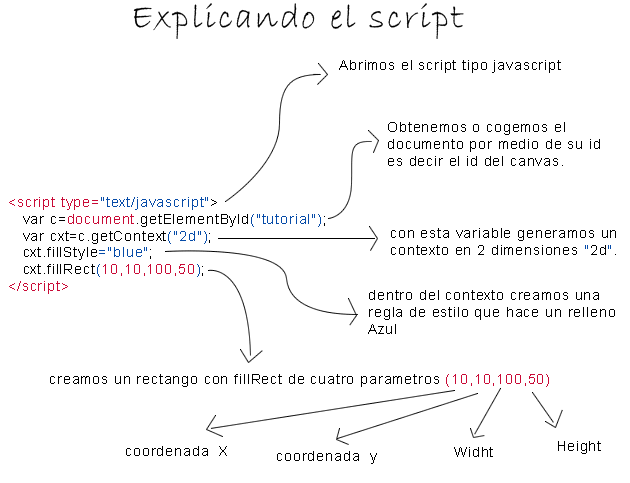 Explicando el script
Abrimos el script tipo javascript
Obtenemos o cogemos el
documento por medio de su id
es decir el id del canvas.
<script type="text/javascript">
var c=document.getElementById("tutorial");
var cxt=c.getContext("2d");
cxt.fillStyle="blue";
cxt.fillRect(10,10,100,50);
</script>
con esta variable generamos un
contexto en 2 dimensiones "2d".
dentro del contexto creamos una
regla de estilo que hace un relleno
Azul
creamos un rectango con fillRect de cuatro parametros (10,10,100,50)
coordenada X
coordenada y
Widht
Height